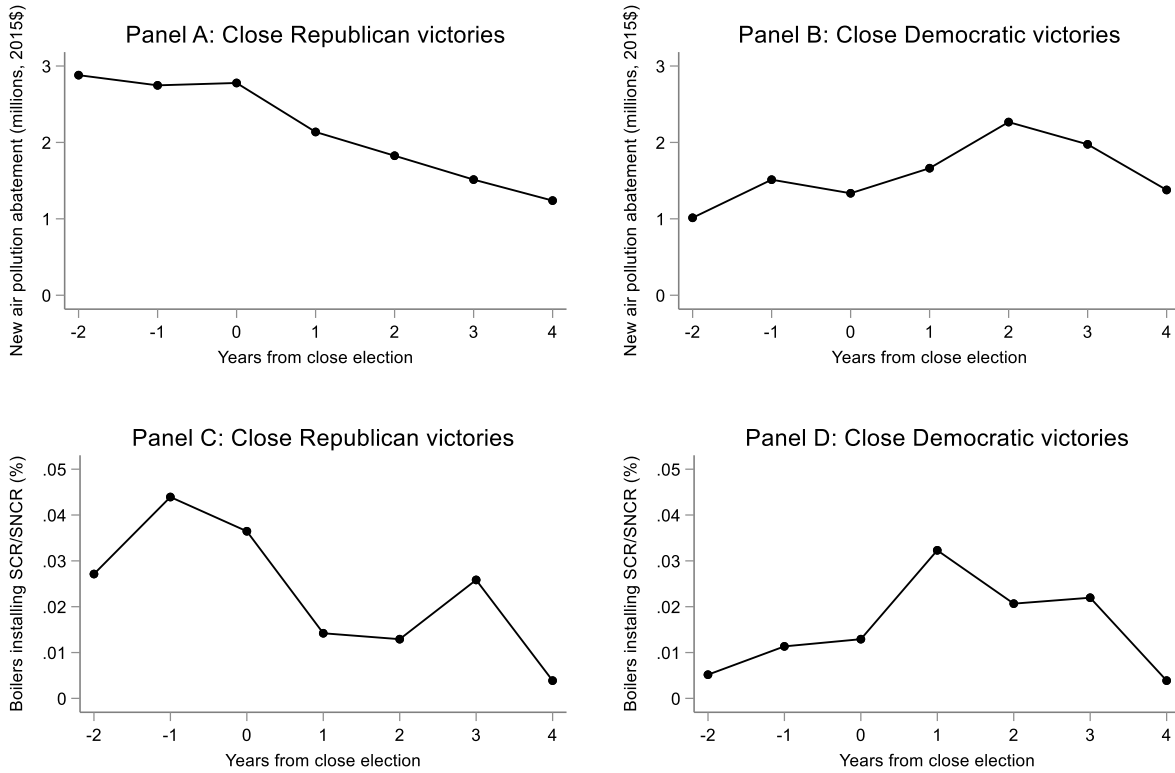 Panel A: Close Republican victories
New air pollution abatement (millions, 2015$)
3
2
1
0
-2 -1 0 1 2 3 4
Years from close election
Panel B: Close Democratic victories
New air pollution abatement (millions, 2015$)
3
2
1
0
-2 -1 0 1 2 3 4
Years from close election
Panel C: Close Republican victories
Boilers installing SCR/SNCR (%)
.05
.04
.03
.02
.01
0
-2 -1 0 1 2 3 4
Years from close election
Panel D: Close Democratic victories
Boilers installing SCR/SNCR (%)
.05
.04
.03
.02
.01
0
-2 -1 0 1 2 3 4
Years from close election